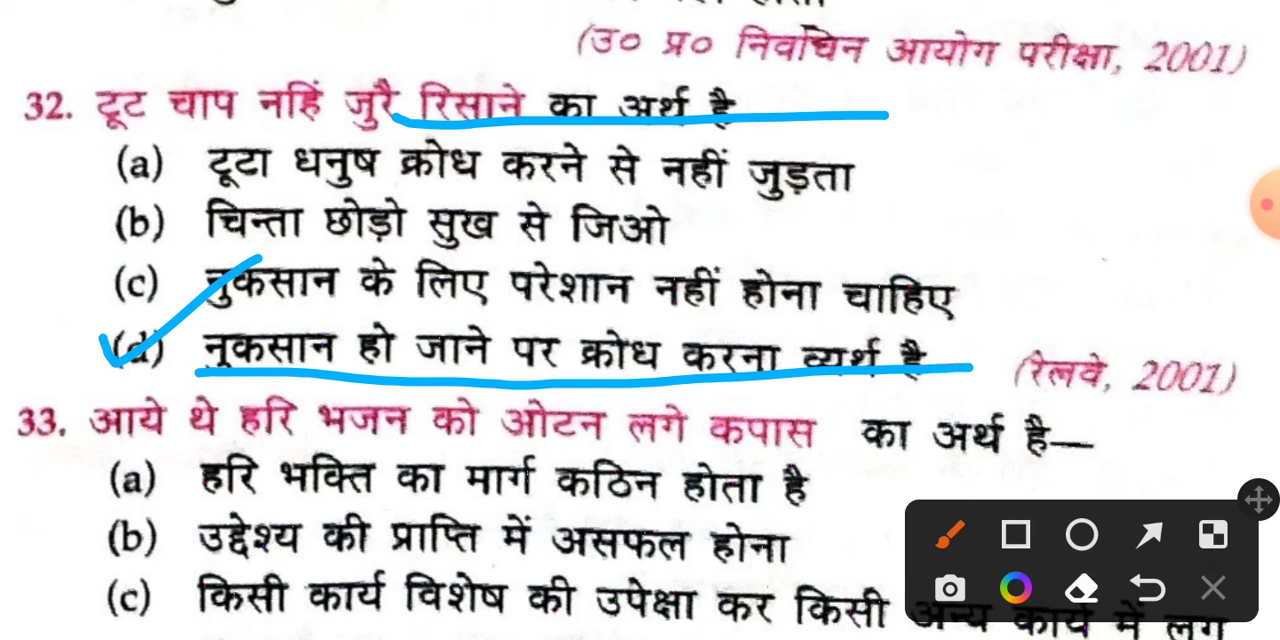 (उ० प्र० निर्वाचन आयोग परीक्षा, 2001)
32. टूट चाप नहिं जुरै रिसाने का अर्थ है
(a) टूटा धनुष क्रोध करने से नहीं जुड़ता
(b) चिन्ता छोड़ो सुख से जिओ
(c) नुकसान के लिए परेशान नहीं होना चाहिए
(d) नुकसान हो जाने पर क्रोध करना व्यर्थ है (रेलवे, 2001)
33. आये थे हरि भजन को ओटन लगे कपास का अर्थ है—
(a) हरि भक्ति का मार्ग कठिन होता है
(b) उद्देश्य की प्राप्ति में असफल होना
(c) किसी कार्य विशेष की उपेक्षा कर किसी अन्य कार्य में लग